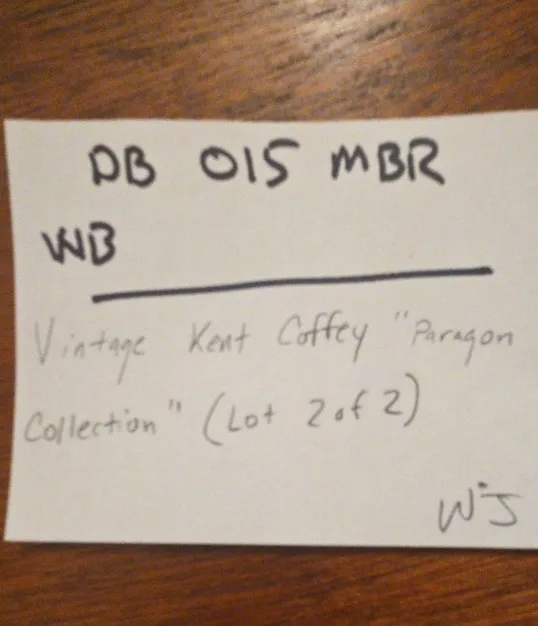 DB 015 MBR
WB
Vintage Kent Coffey "Paragon
Collection" (Lot 2 of 2)
WJ